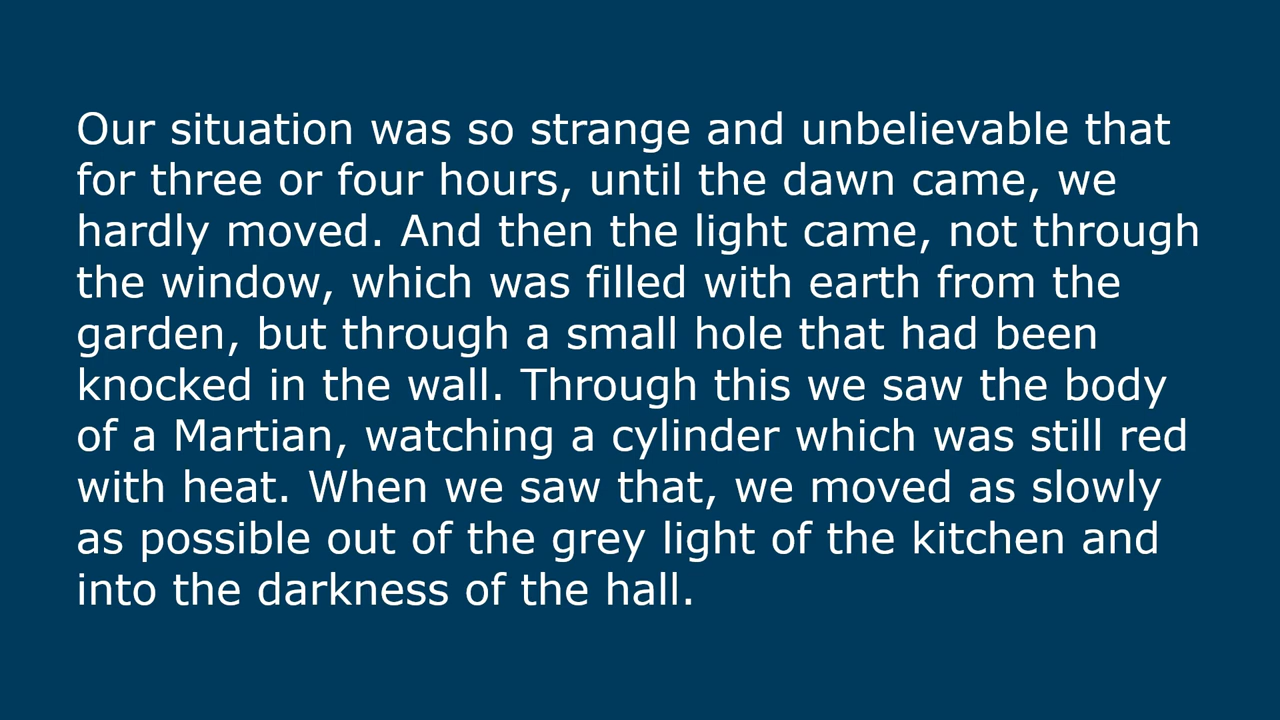 Our situation was so strange and unbelievable that
for three or four hours, until the dawn came, we
hardly moved. And then the light came, not through
the window, which was filled with earth from the
garden, but through a small hole that had been
knocked in the wall. Through this we saw the body
of a Martian, watching a cylinder which was still red
with heat. When we saw that, we moved as slowly
as possible out of the grey light of the kitchen and
into the darkness of the hall.